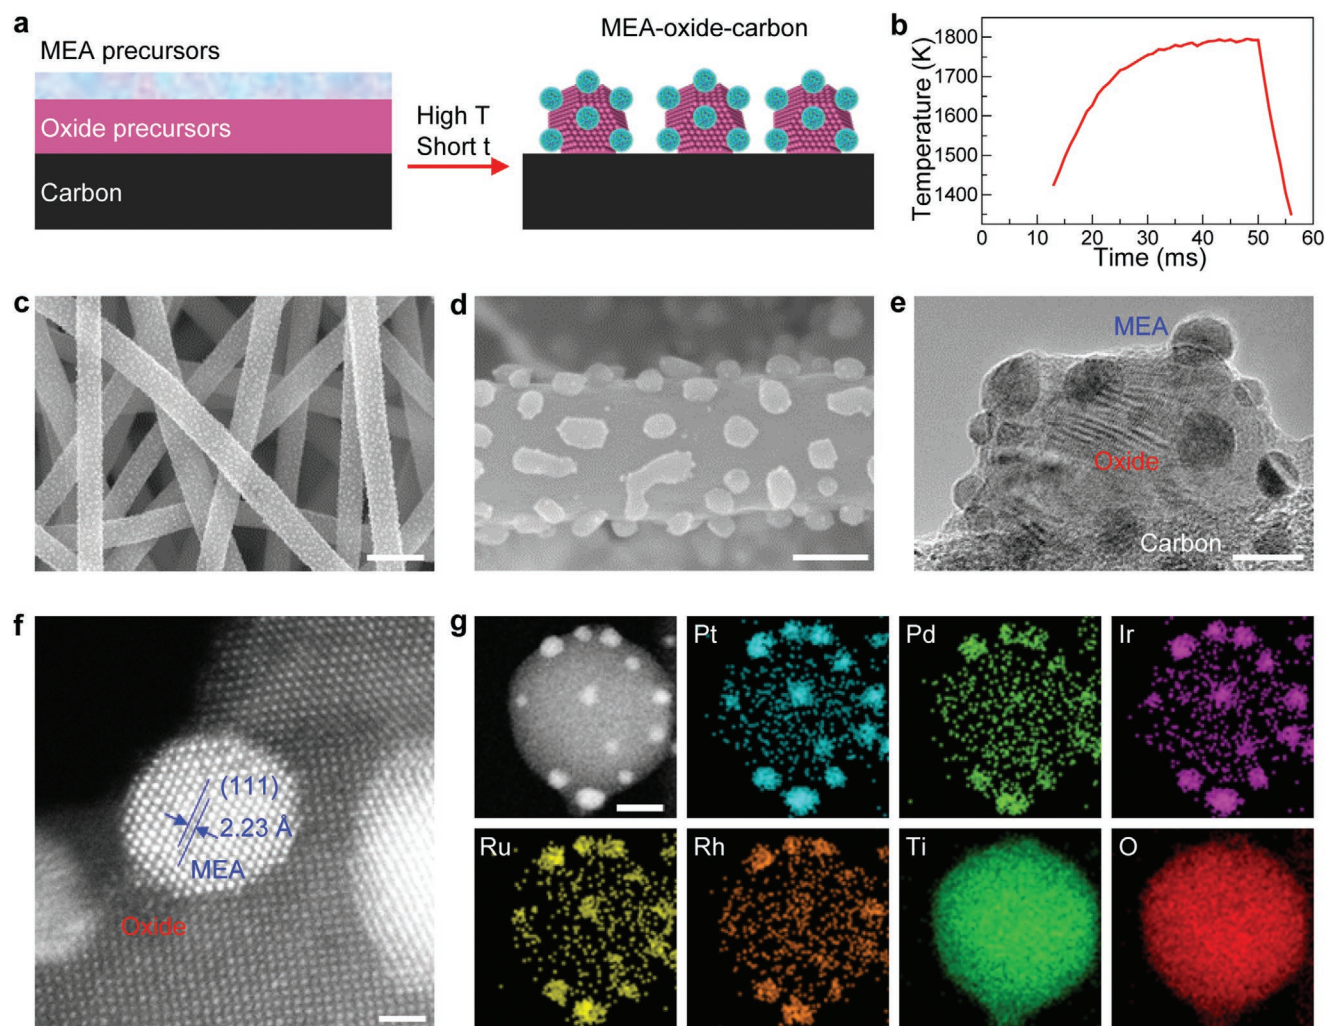 a
MEA precursors
Oxide precursors
Carbon
High T
Short t
MEA-oxide-carbon
b
Temperature (K)
1800
1700
1600
1500
1400
0 10 20 30 40 50 60
Time (ms)
c
d
e
MEA
Oxide
Carbon
f
(111)
2.23 Å
MEA
Oxide
g
Pt
Pd
Ir
Ru
Rh
Ti
O